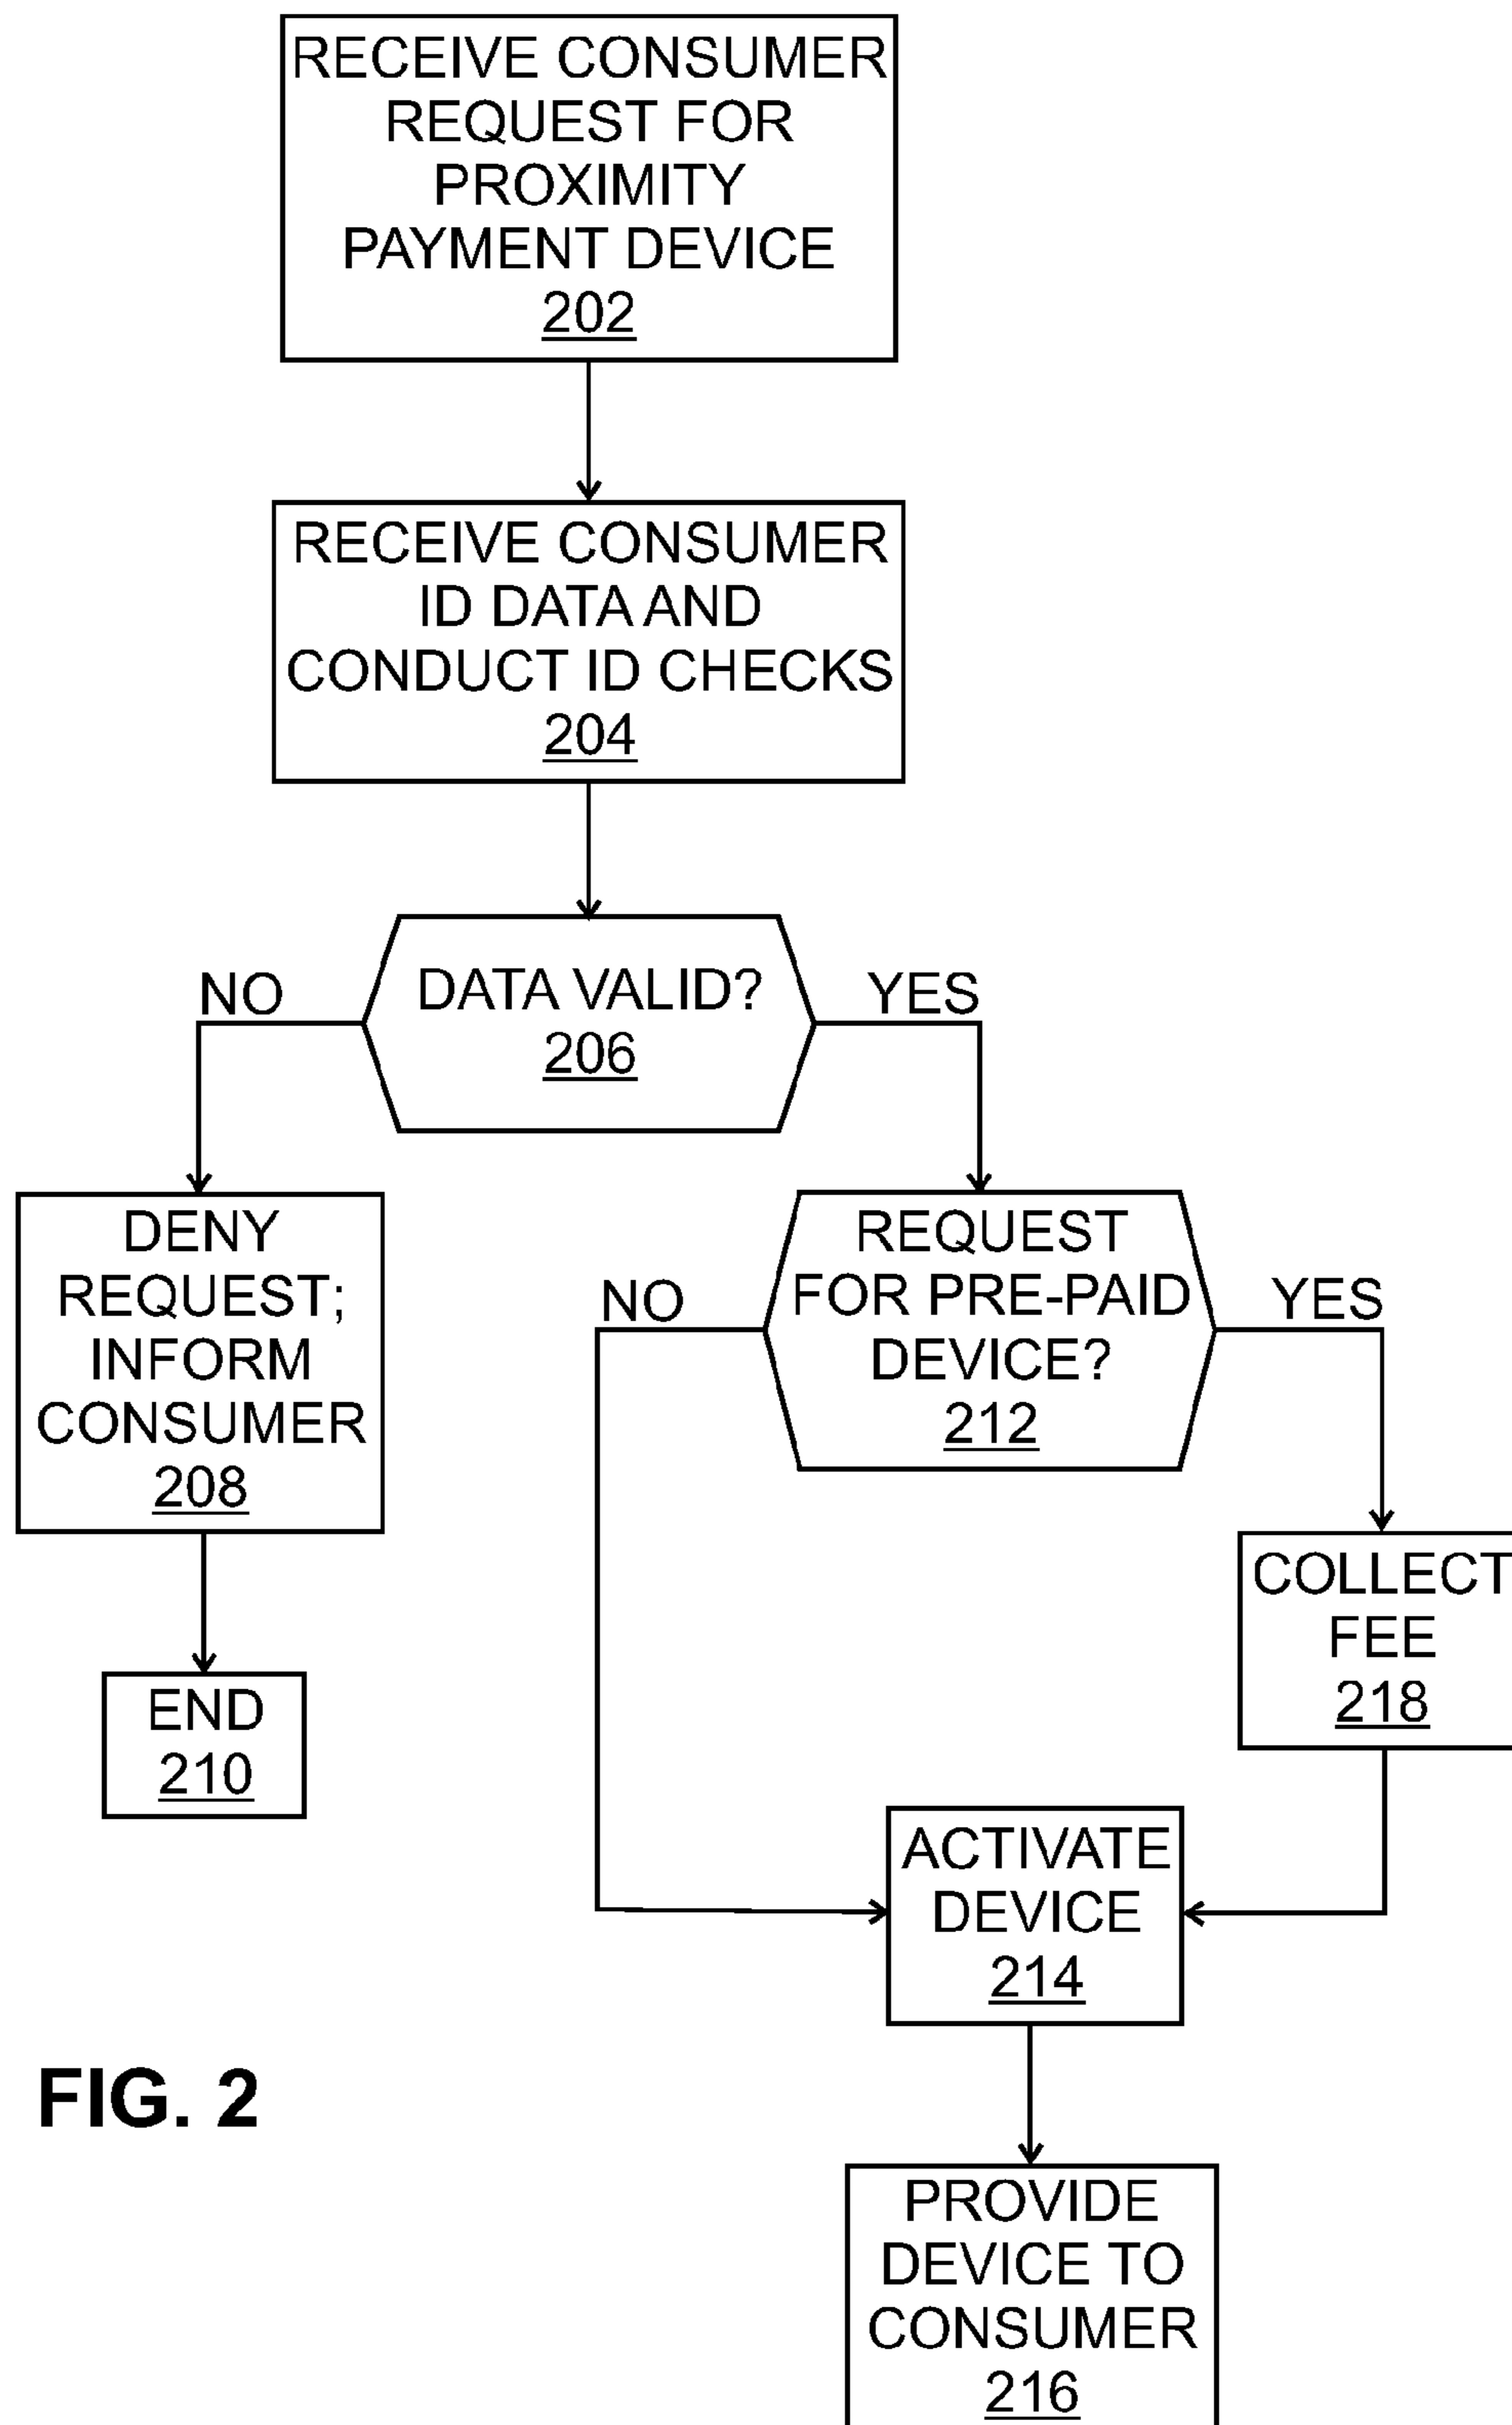 RECEIVE CONSUMER
REQUEST FOR
PROXIMITY
PAYMENT DEVICE
202
RECEIVE CONSUMER
ID DATA AND
CONDUCT ID CHECKS
204
DATA VALID?
206
NO
YES
DENY
REQUEST;
INFORM
CONSUMER
208
END
210
REQUEST
FOR PRE-PAID
DEVICE?
212
NO
YES
COLLECT
FEE
218
ACTIVATE
DEVICE
214
PROVIDE
DEVICE TO
CONSUMER
216
FIG. 2